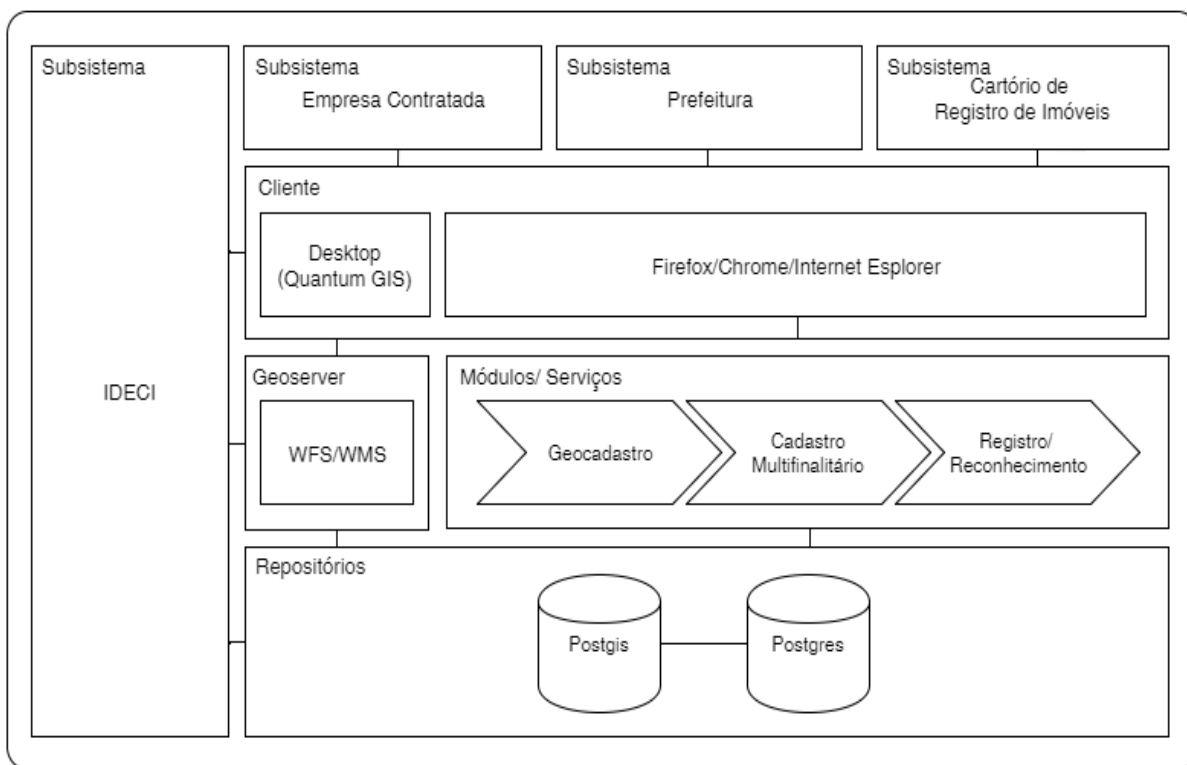 Subsistema
IDECI
Subsistema
Empresa Contratada
Subsistema
Prefeitura
Subsistema
Cartório de
Registro de Imóveis
Cliente
Desktop
(Quantum GIS)
Firefox/Chrome/Internet Esplorer
Geoserver
WFS/WMS
Módulos/ Serviços
Geocadastro
Cadastro
Multifinalitário
Registro/
Reconhecimento
Repositórios
Postgis
Postgres